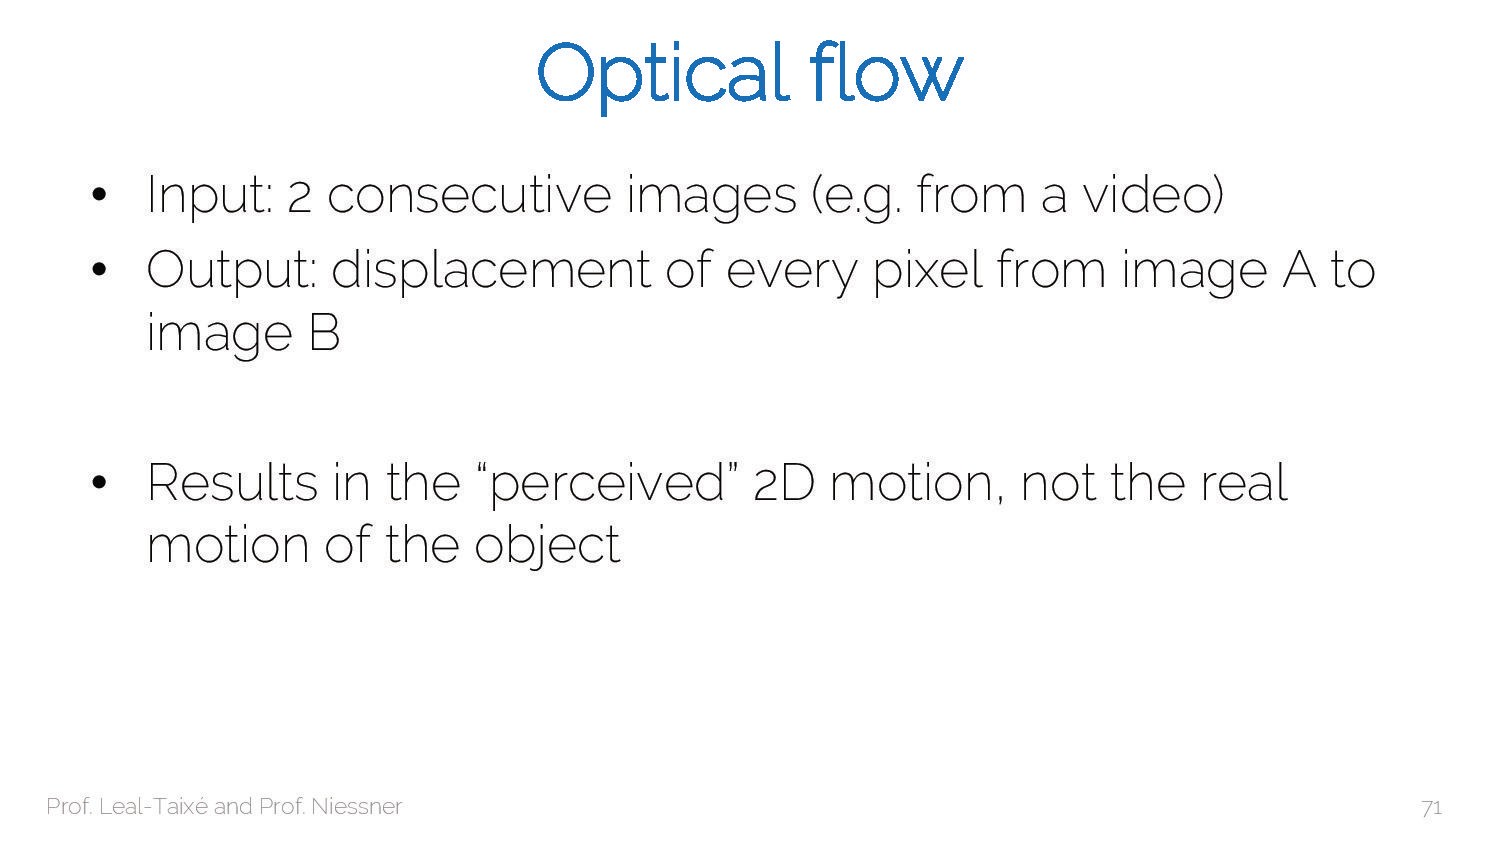 Optical flow
• Input: 2 consecutive images (e.g. from a video)
• Output: displacement of every pixel from image A to
image B
• Results in the “perceived” 2D motion, not the real
motion of the object
Prof. Leal-Taixé and Prof. Niessner
71